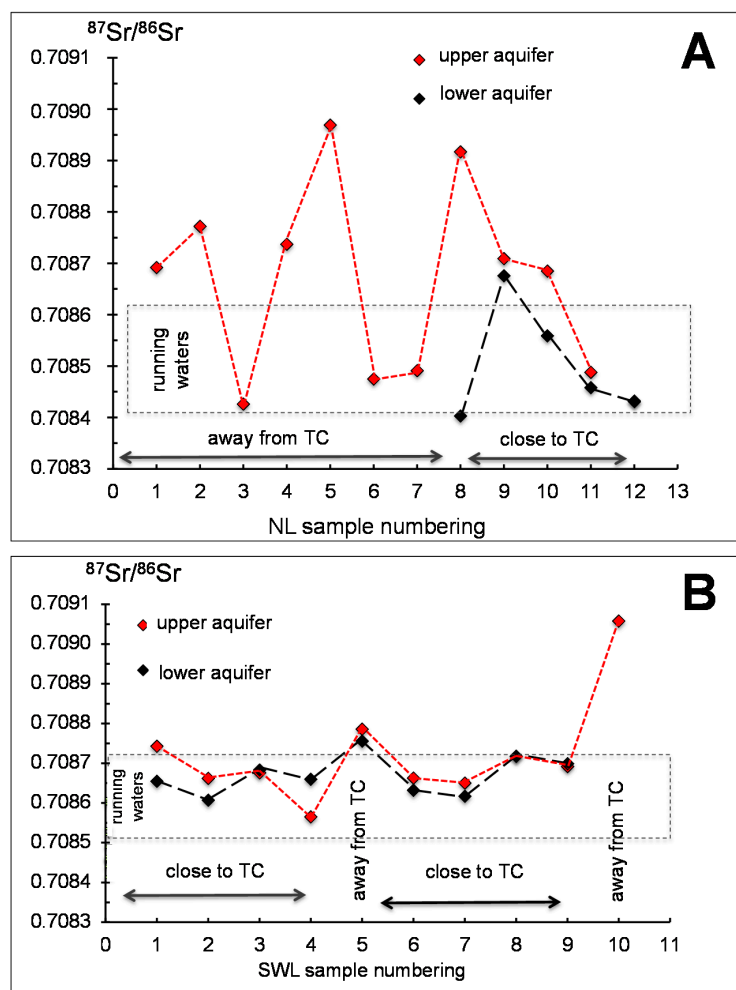 ⁸⁷Sr/⁸⁶Sr
A
upper aquifer
lower aquifer
0.7091
0.7090
0.7089
0.7088
0.7087
0.7086
0.7085
0.7084
0.7083
running
waters
away from TC
close to TC
0 1 2 3 4 5 6 7 8 9 10 11 12 13
NL sample numbering
⁸⁷Sr/⁸⁶Sr
B
upper aquifer
lower aquifer
0.7091
0.7090
0.7089
0.7088
0.7087
0.7086
0.7085
0.7084
0.7083
running
waters
close to TC
away from TC
close to TC
away from TC
0 1 2 3 4 5 6 7 8 9 10 11
SWL sample numbering